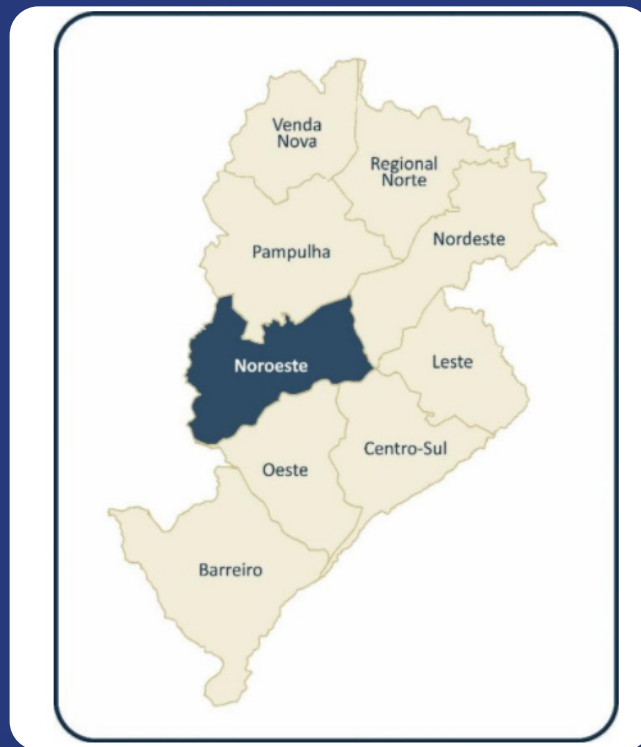 Venda
Nova
Regional
Norte
Nordeste
Pampulha
Noroeste
Leste
Centro-Sul
Oeste
Barreiro